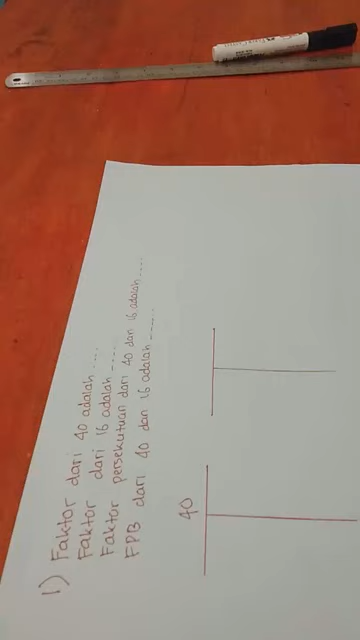 1) Faktor dari 40 adalah ....
Faktor dari 16 adalah ....
Faktor persekutuan dari 40 dan 16 adalah ....
FPB dari 40 dan 16 adalah ....
40